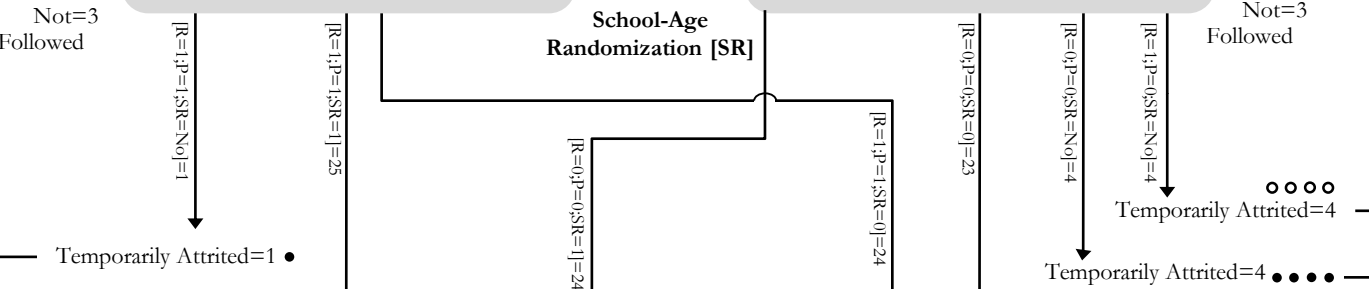 Not=3
Followed
School-Age
Randomization [SR]
Not=3
Followed
[R=1;P=1;SR=No]=1
[R=1;P=1;SR=1]=25
[R=0;P=0;SR=1]=24
[R=1;P=1;SR=0]=24
[R=0;P=0;SR=0]=23
[R=0;P=0;SR=No]=4
[R=1;P=0;SR=No]=4
Temporarily Attrited=4
Temporarily Attrited=1
Temporarily Attrited=4